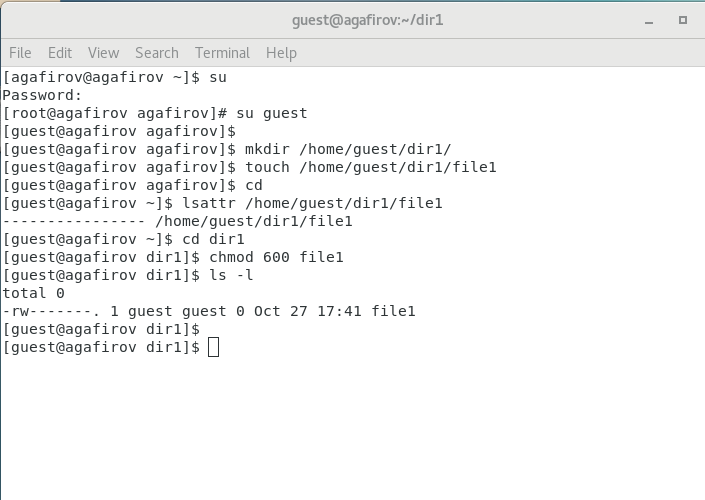 guest@agafirov:~/dir1
File Edit View Search Terminal Help
[agafirov@agafirov ~]$ su
Password:
[root@agafirov agafirov]# su guest
[guest@agafirov agafirov]$
[guest@agafirov agafirov]$ mkdir /home/guest/dir1/
[guest@agafirov agafirov]$ touch /home/guest/dir1/file1
[guest@agafirov agafirov]$ cd
[guest@agafirov ~]$ lsattr /home/guest/dir1/file1
---------------- /home/guest/dir1/file1
[guest@agafirov ~]$ cd dir1
[guest@agafirov dir1]$ chmod 600 file1
[guest@agafirov dir1]$ ls -l
total 0
-rw-------. 1 guest guest 0 Oct 27 17:41 file1
[guest@agafirov dir1]$
[guest@agafirov dir1]$